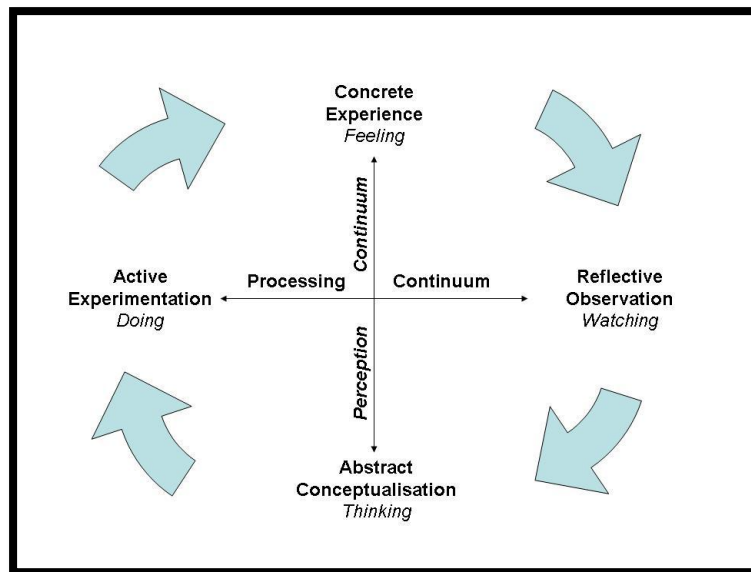 Concrete
Experience
Feeling
Continuum
Processing
Continuum
Active
Experimentation
Doing
Reflective
Observation
Watching
Perception
Abstract
Conceptualisation
Thinking